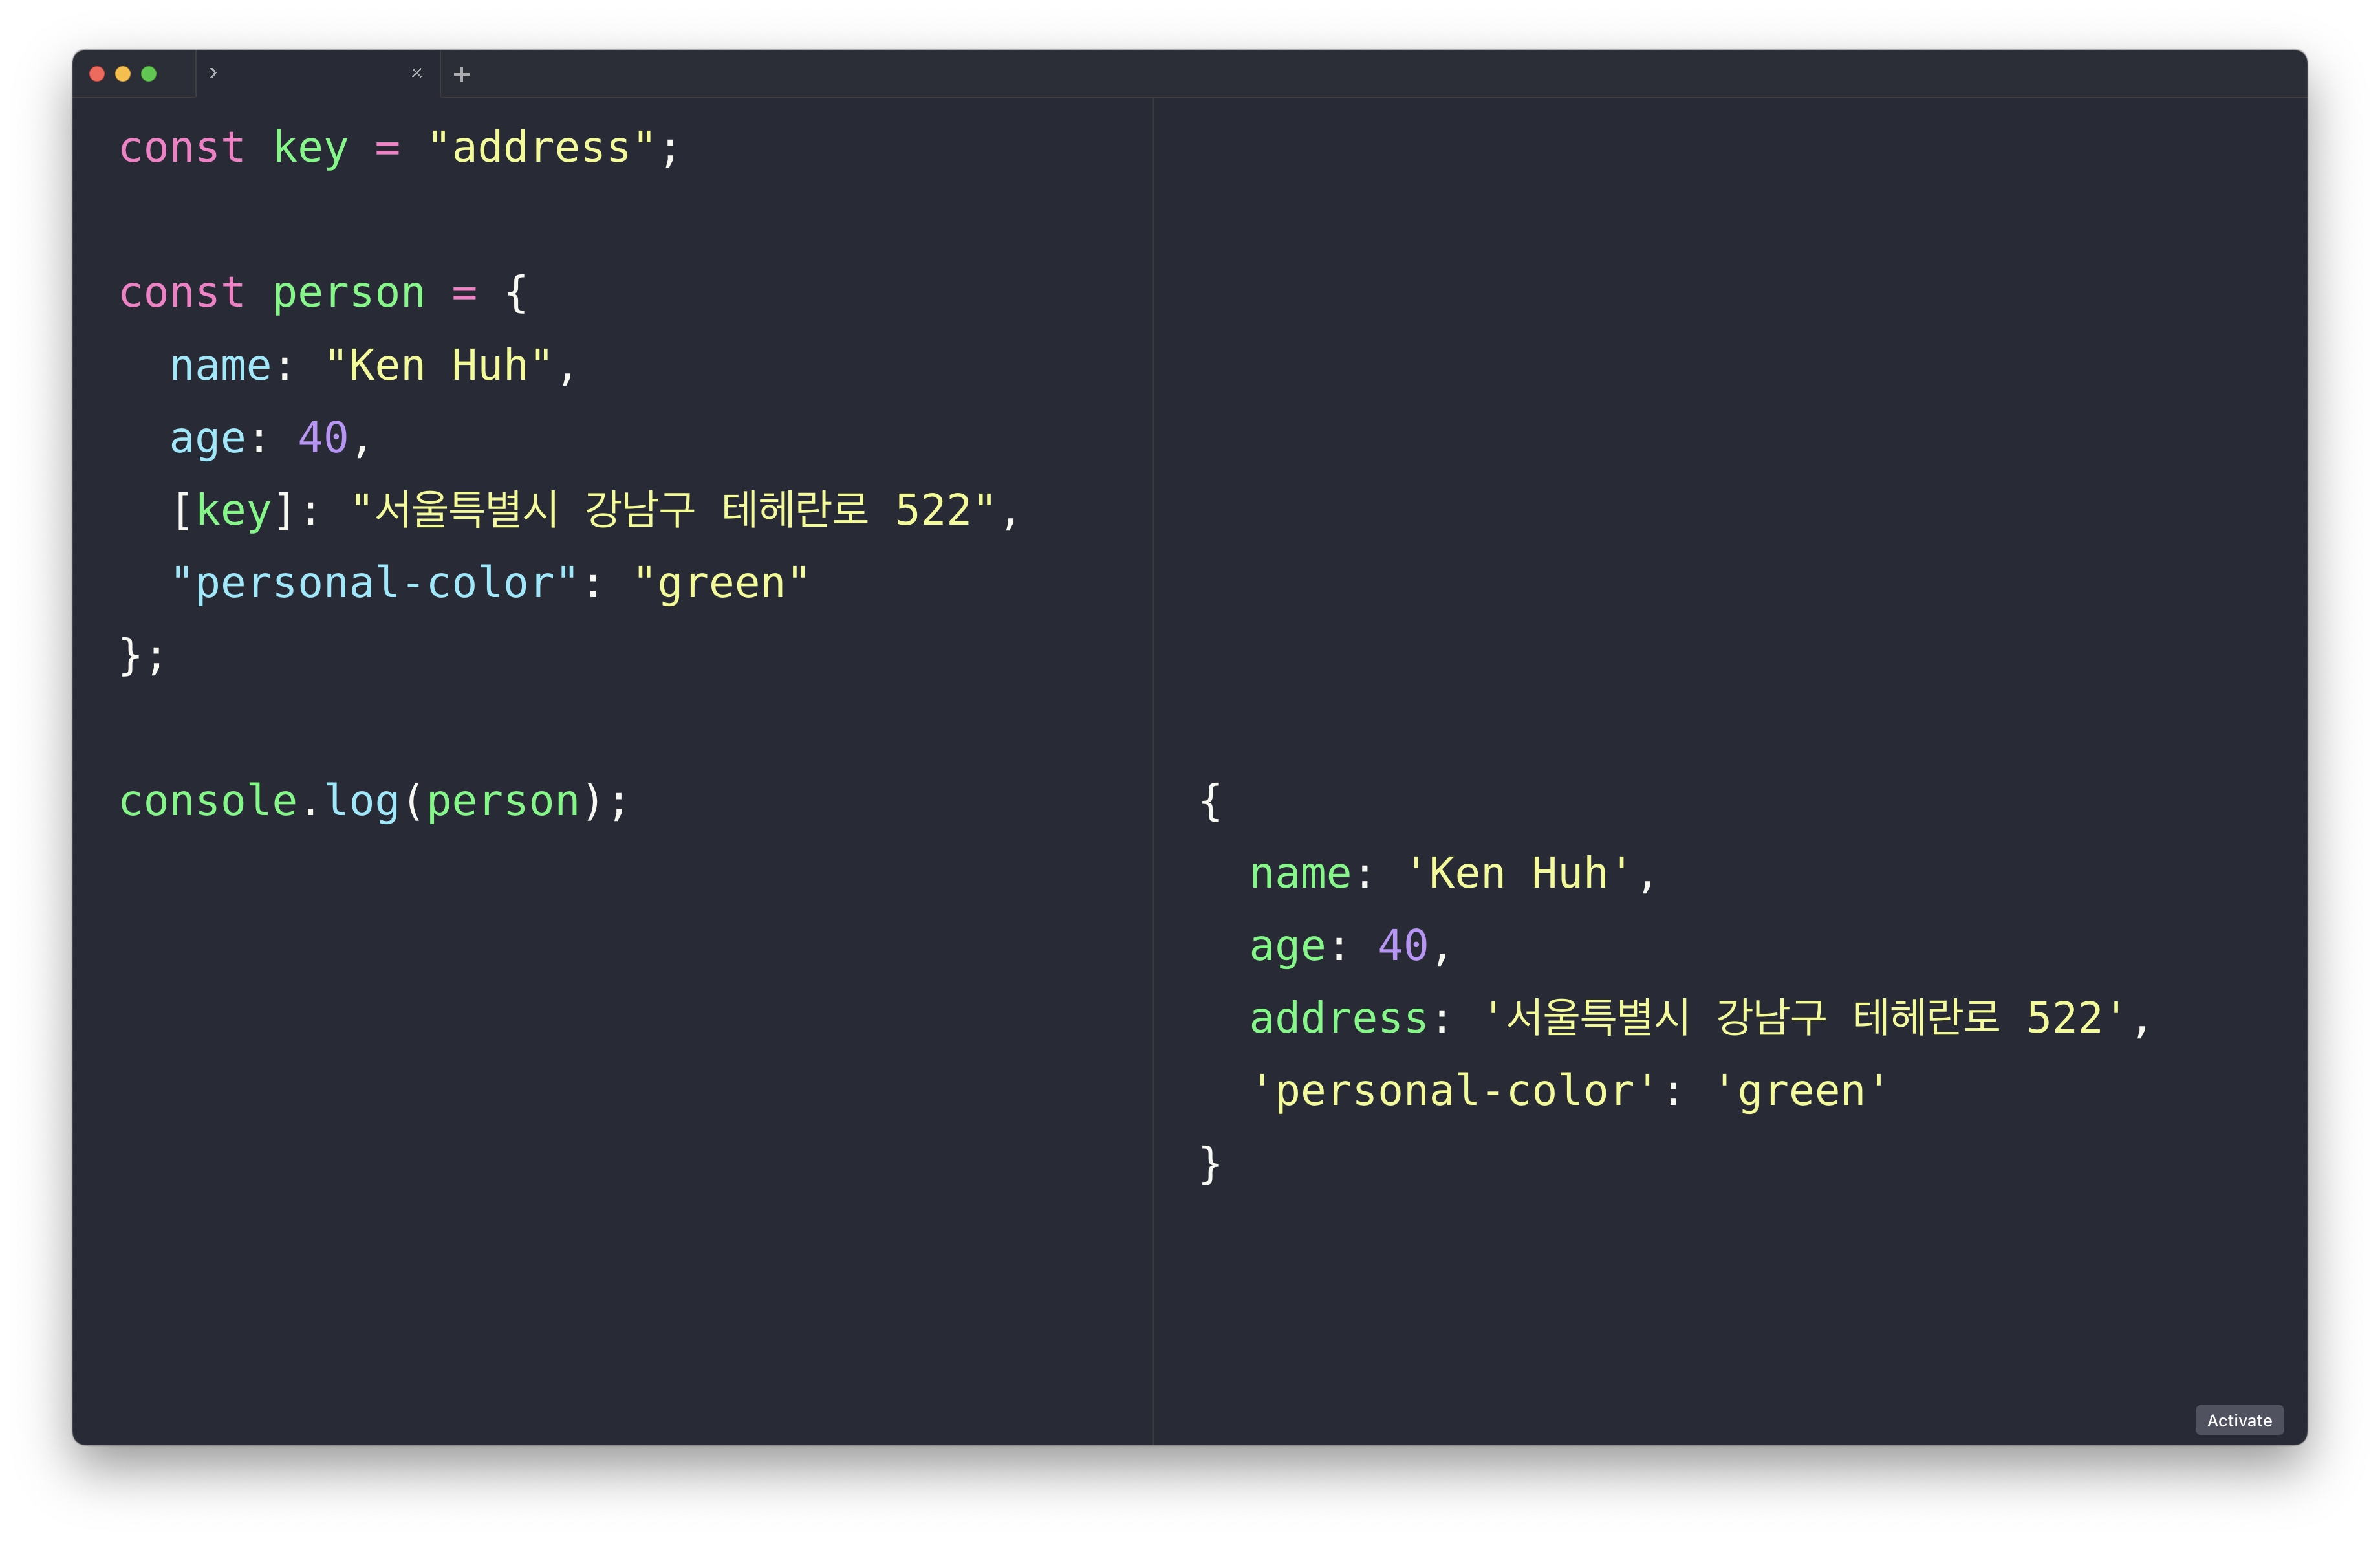 const key = "address";
const person = {
  name: "Ken Huh",
  age: 40,
  [key]: "서울특별시 강남구 테헤란로 522",
  "personal-color": "green"
};
console.log(person);
{
  name: 'Ken Huh',
  age: 40,
  address: '서울특별시 강남구 테헤란로 522',
  'personal-color': 'green'
}
Activate